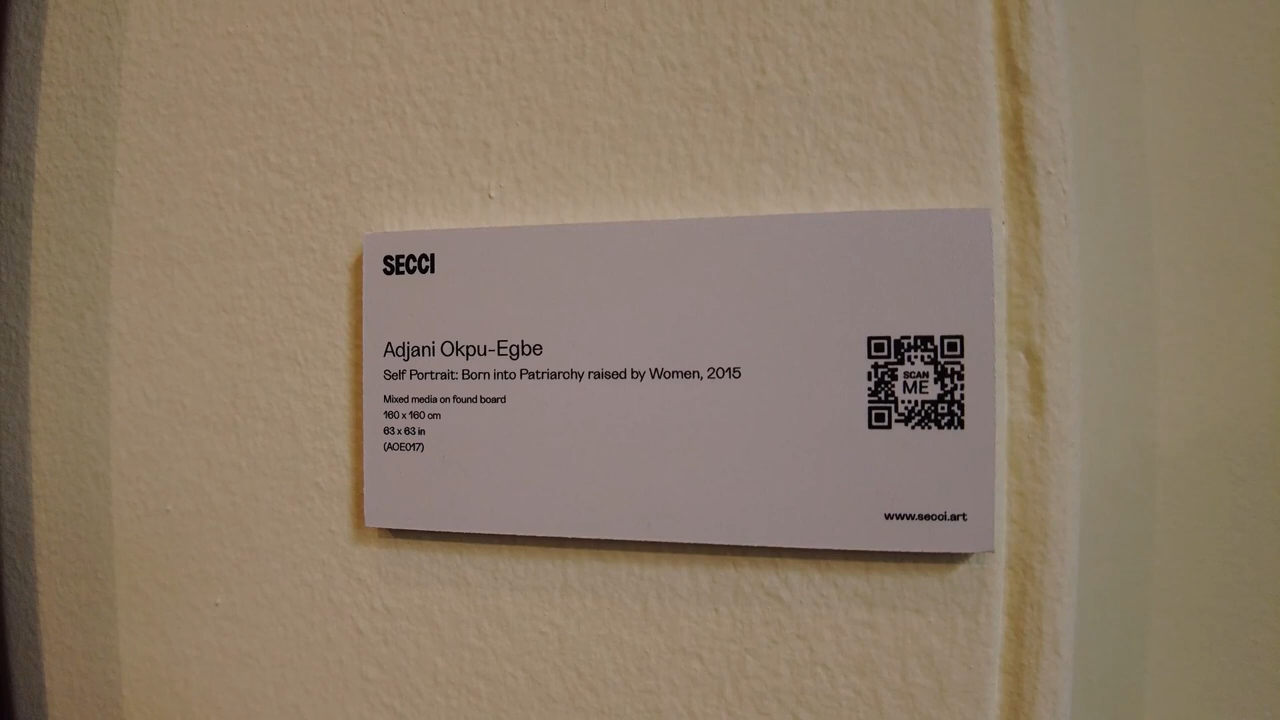 SECCI
Adjani Okpu-Egbe
Self Portrait: Born into Patriarchy raised by Women, 2015
Mixed media on found board
160 x 160 cm
63 x 63 in
(AOE017)
SCAN
ME
www.secci.art